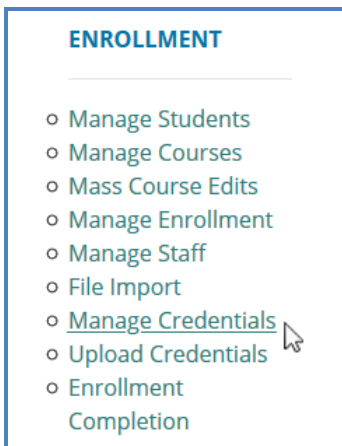 ENROLLMENT
Manage Students
Manage Courses
Mass Course Edits
Manage Enrollment
Manage Staff
File Import
Manage Credentials
Upload Credentials
Enrollment
Completion